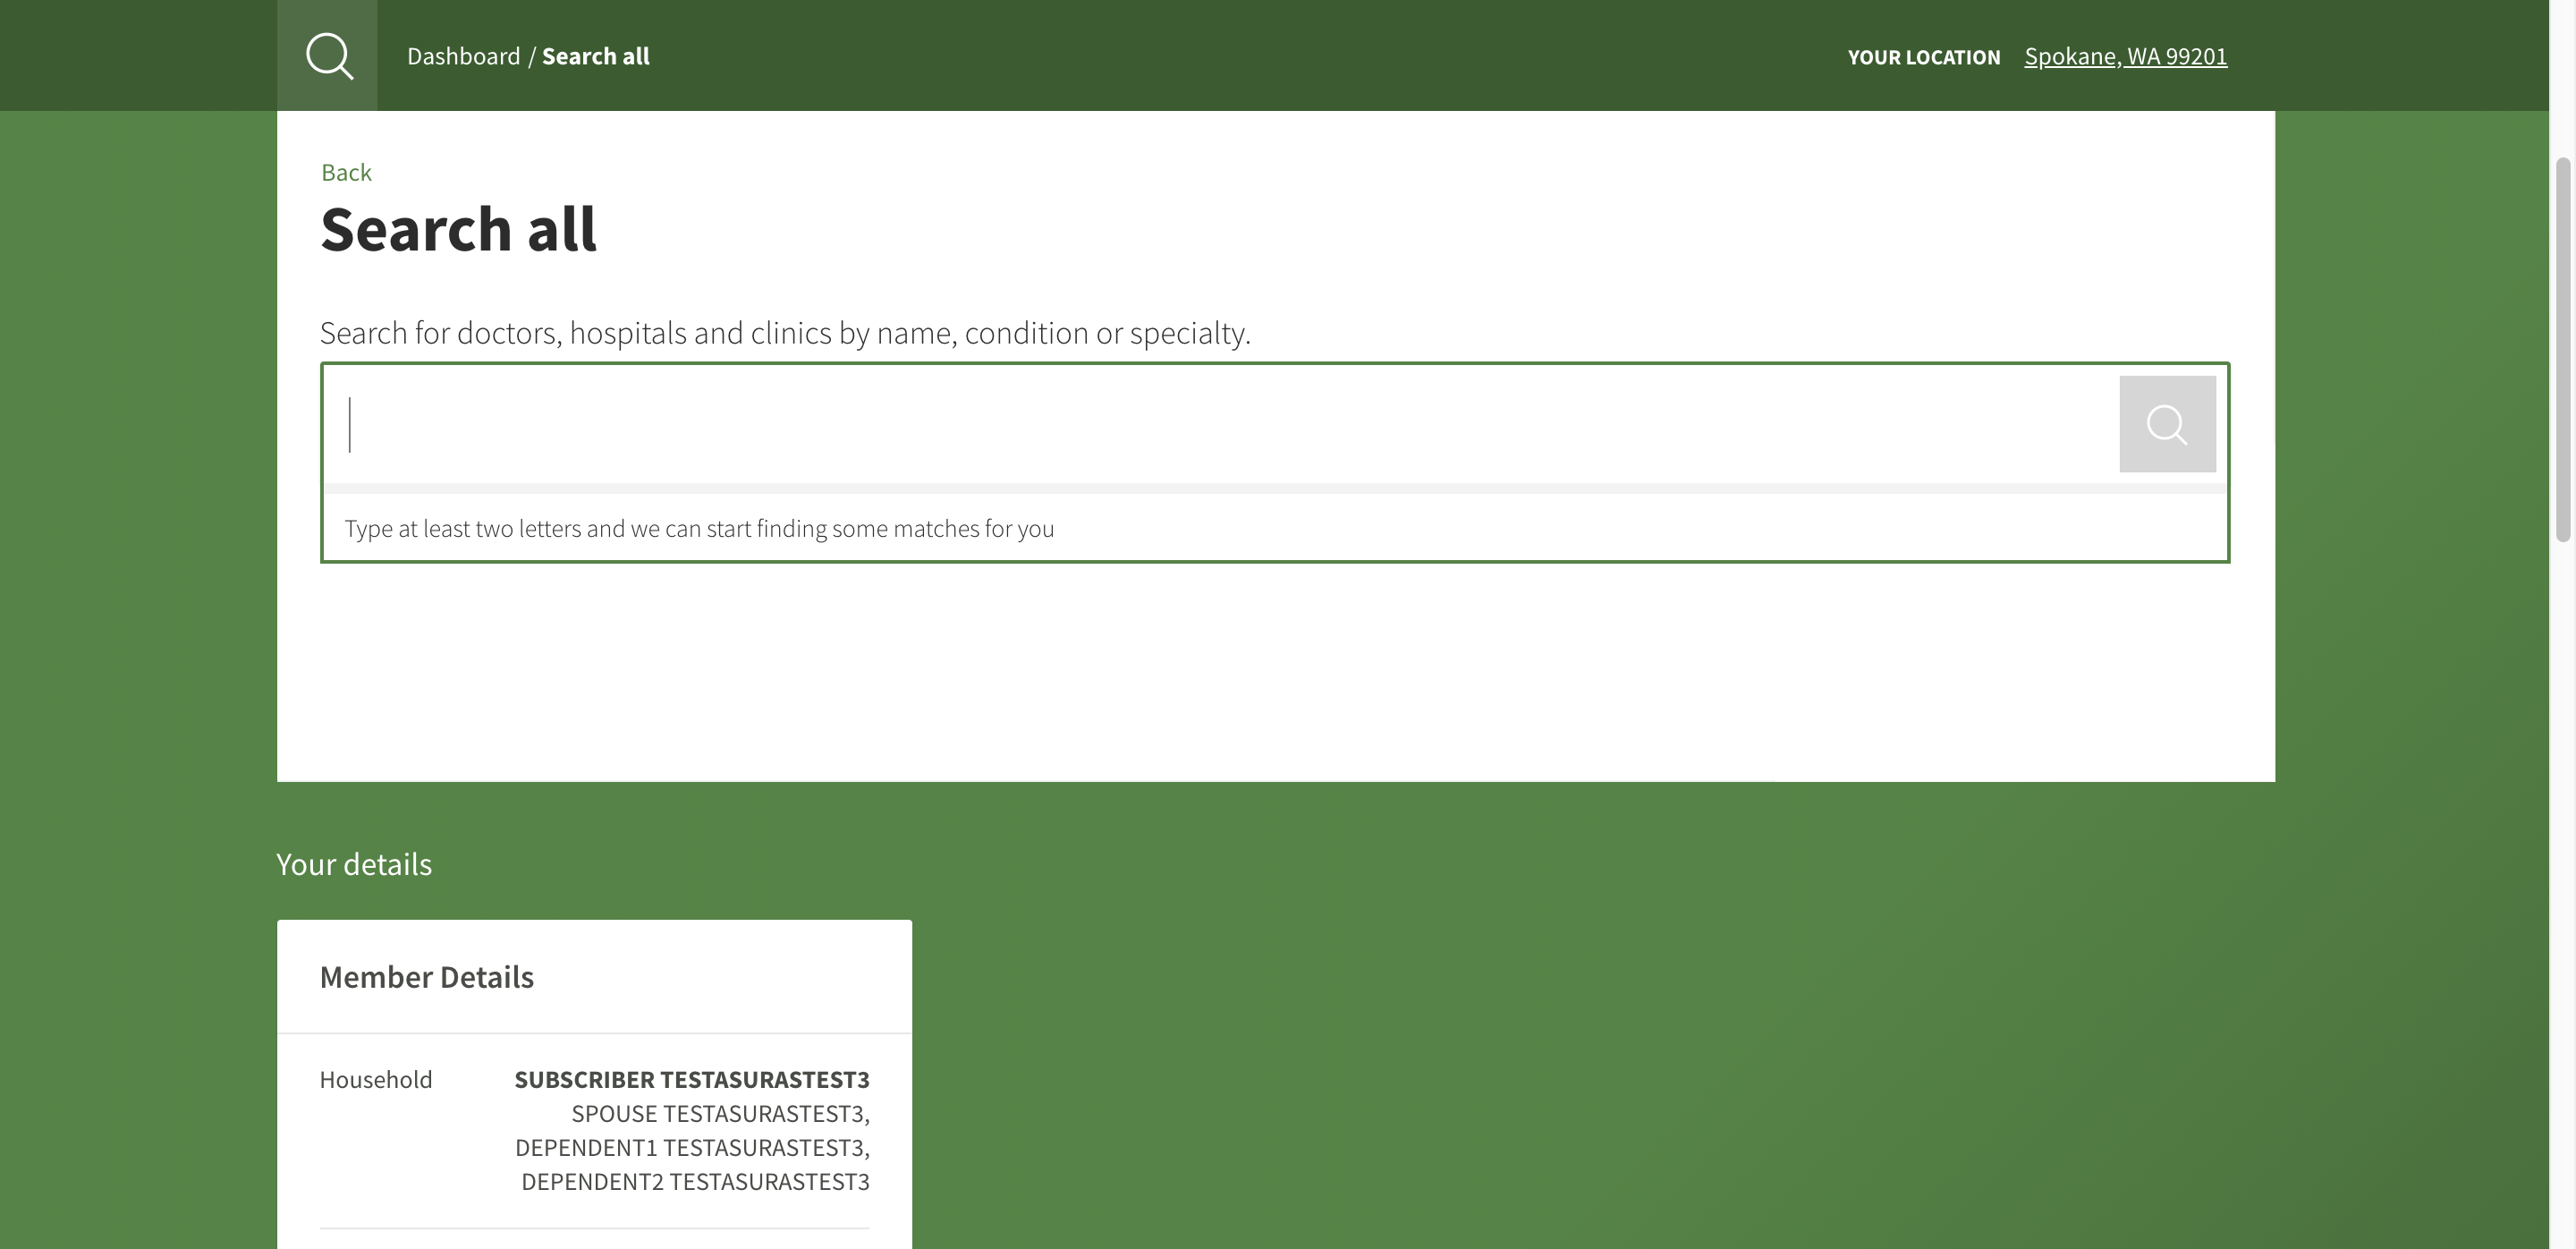 Dashboard / Search all
YOUR LOCATION Spokane, WA 99201
Back
Search all
Search for doctors, hospitals and clinics by name, condition or specialty.
Type at least two letters and we can start finding some matches for you
Your details
Member Details
Household SUBSCRIBER TESTASURASTEST3
SPOUSE TESTASURASTEST3,
DEPENDENT1 TESTASURASTEST3,
DEPENDENT2 TESTASURASTEST3